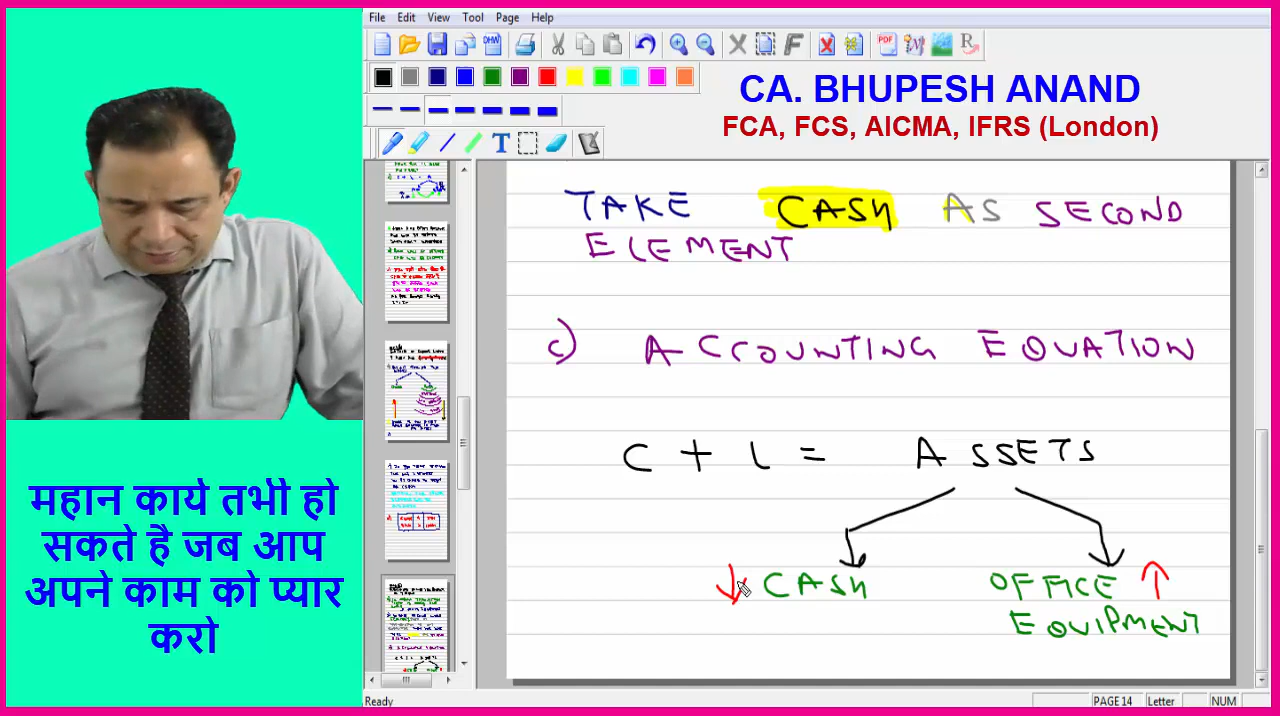 File Edit View Tool Page Help
CA. BHUPESH ANAND
FCA, FCS, AICMA, IFRS (London)
TAKE CASH AS SECOND
ELEMENT
c) ACCOUNTING EQUATION
C + L = ASSETS
CASH
OFFICE
EQUIPMENT
महान कार्य तभी हो
सकते है जब आप
अपने काम को प्यार
करो
Ready PAGE 14 Letter NUM